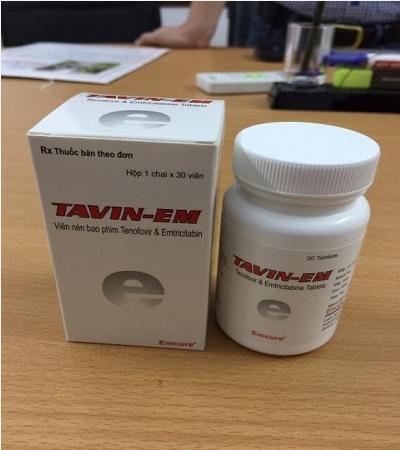 TAVIN-EM
Tenofovir & Emtricitabine Tablets
e
Rx Thuốc bán theo đơn
Hộp 1 chai x 30 viên
TAVIN-EM
Viên nén bao phim Tenofovir & Emtricitabin
e
Emcure®
30 Tablets
TAVIN-EM
Tenofovir & Emtricitabine Tablets
e
Emcure®